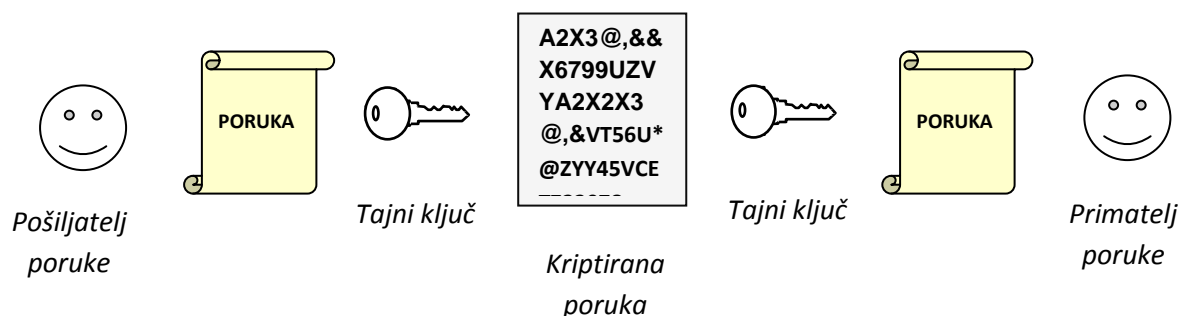 PORUKA
A2X3@,&&
X6799UZV
YA2X2X3
@,&VT56U*
@ZYY45VCE
PORUKA
Pošiljatelj
poruke
Tajni ključ
Kriptirana
poruka
Tajni ključ
Primatelj
poruke